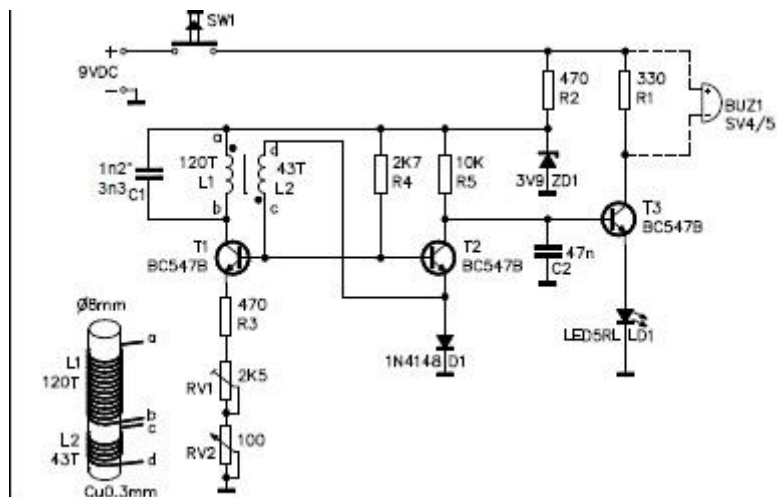 SW1
+
9VDC
-
470
R2
330
R1
+
BUZ1
SV4/5
-
a
d
1n2"
3n3 C1
120T
L1
43T
L2
2K7
R4
10K
R5
3V9 ZD1
b
c
T1
BC547B
T2
BC547B
T3
BC547B
47n
C2
470
R3
1N4148 D1
LED5RL LD1
2K5
RV1
100
RV2
Ø8mm
a
L1
120T
b
c
L2
43T
d
Cu0.3mm